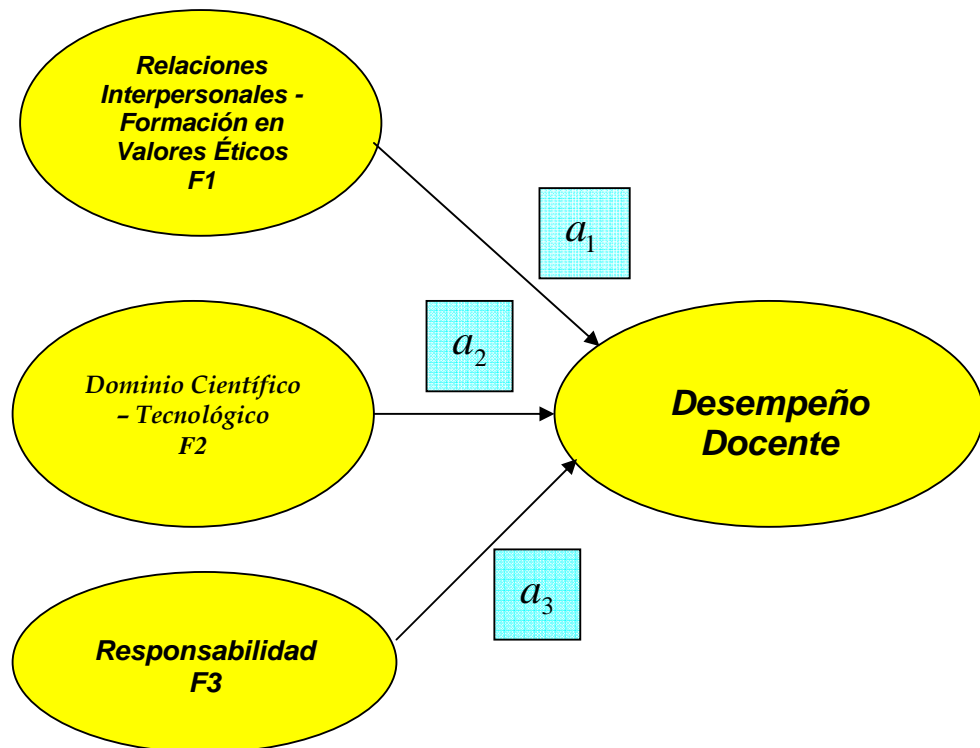 Relaciones
Interpersonales -
Formación en
Valores Éticos
F1
a₁
Dominio Científico
– Tecnológico
F2
a₂
Desempeño
Docente
Responsabilidad
F3
a₃